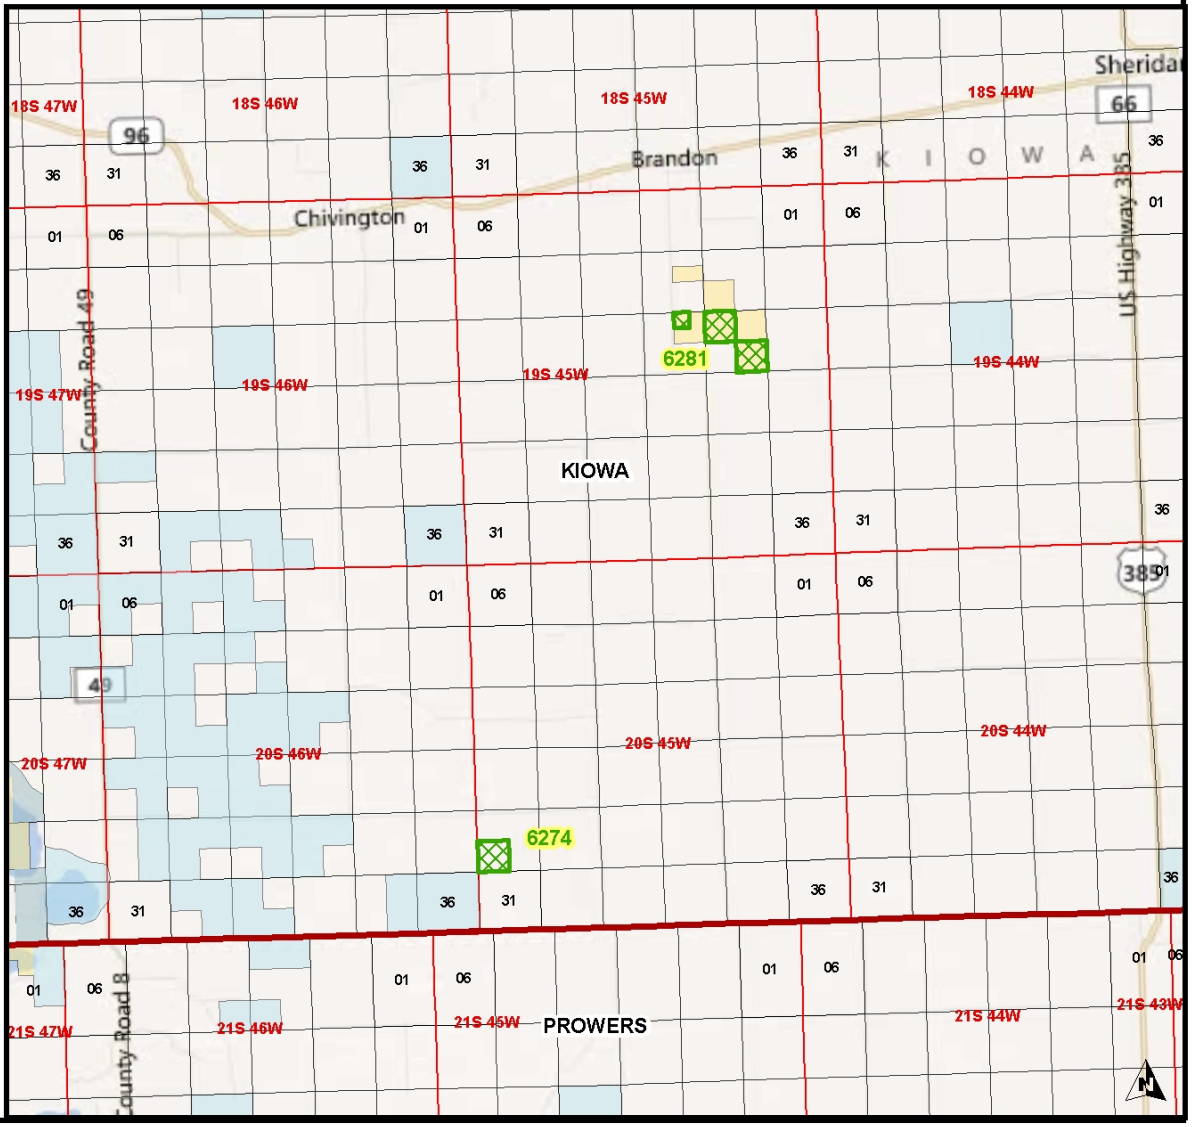 Sheridan
18S 47W
18S 46W
18S 45W
18S 44W
66
96
36
31
36
31
Brandon
36
31
K I O W A
36
Chivington
01
06
01
06
01
06
01
US Highway 385
County Road 49
6281
19S 47W
19S 46W
19S 45W
19S 44W
KIOWA
36
31
36
31
36
31
36
385
01
01
06
01
06
01
06
49
20S 47W
20S 46W
20S 45W
20S 44W
6274
36
31
36
31
36
31
36
01
06
01
06
01
06
01
06
County Road 8
21S 47W
21S 46W
21S 45W
PROWERS
21S 44W
21S 43W
N